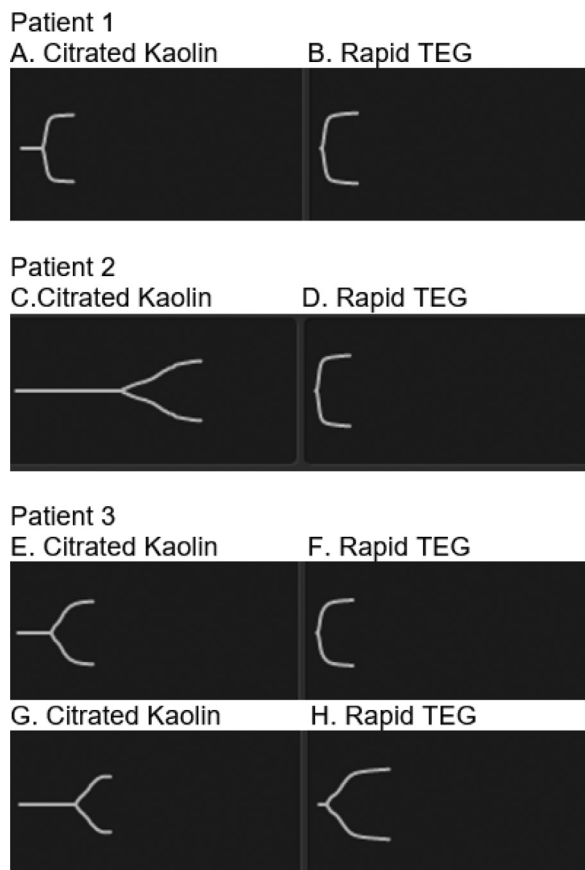 Patient 1
A. Citrated Kaolin B. Rapid TEG
Patient 2
C.Citrated Kaolin D. Rapid TEG
Patient 3
E. Citrated Kaolin F. Rapid TEG
G. Citrated Kaolin H. Rapid TEG